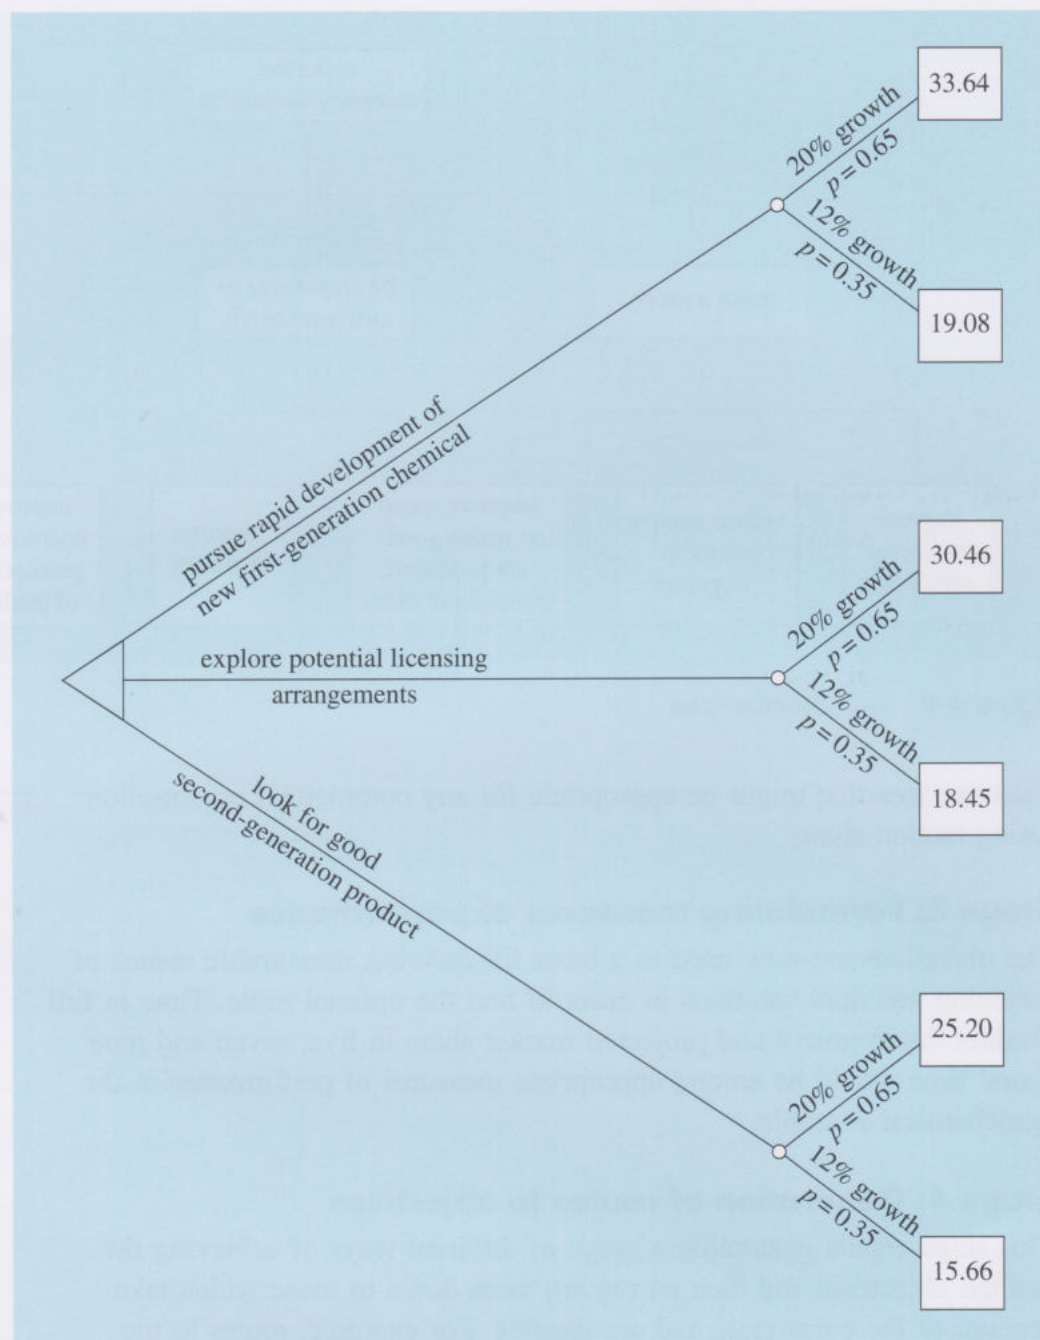 33.64
20% growth
p = 0.65
12% growth
p = 0.35
19.08
pursue rapid development of
new first-generation chemical
30.46
20% growth
p = 0.65
explore potential licensing
arrangements
12% growth
p = 0.35
18.45
look for good
second-generation product
25.20
20% growth
p = 0.65
12% growth
p = 0.35
15.66